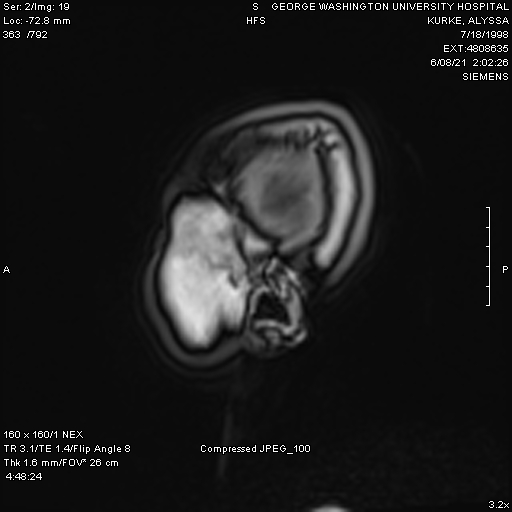 Ser: 2/Img: 19
Loc: -72.8 mm
363 /792
S
HFS
GEORGE WASHINGTON UNIVERSITY HOSPITAL
KURKE, ALYSSA
7/18/1998
EXT:4808635
6/08/21 2:02:26
SIEMENS
A
P
160 x 160/1 NEX
TR 3.1/TE 1.4/Flip Angle 8
Thk 1.6 mm/FOV* 26 cm
4:48:24
Compressed JPEG_100
3.2x